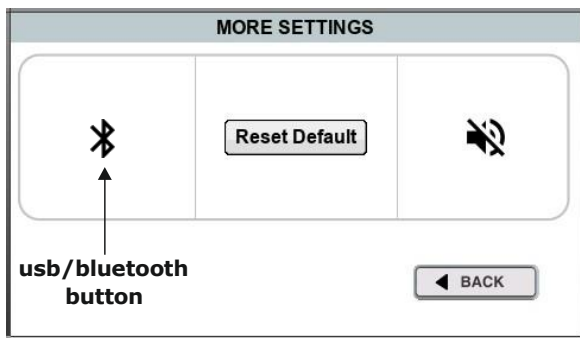 MORE SETTINGS
Reset Default
usb/bluetooth
button
BACK